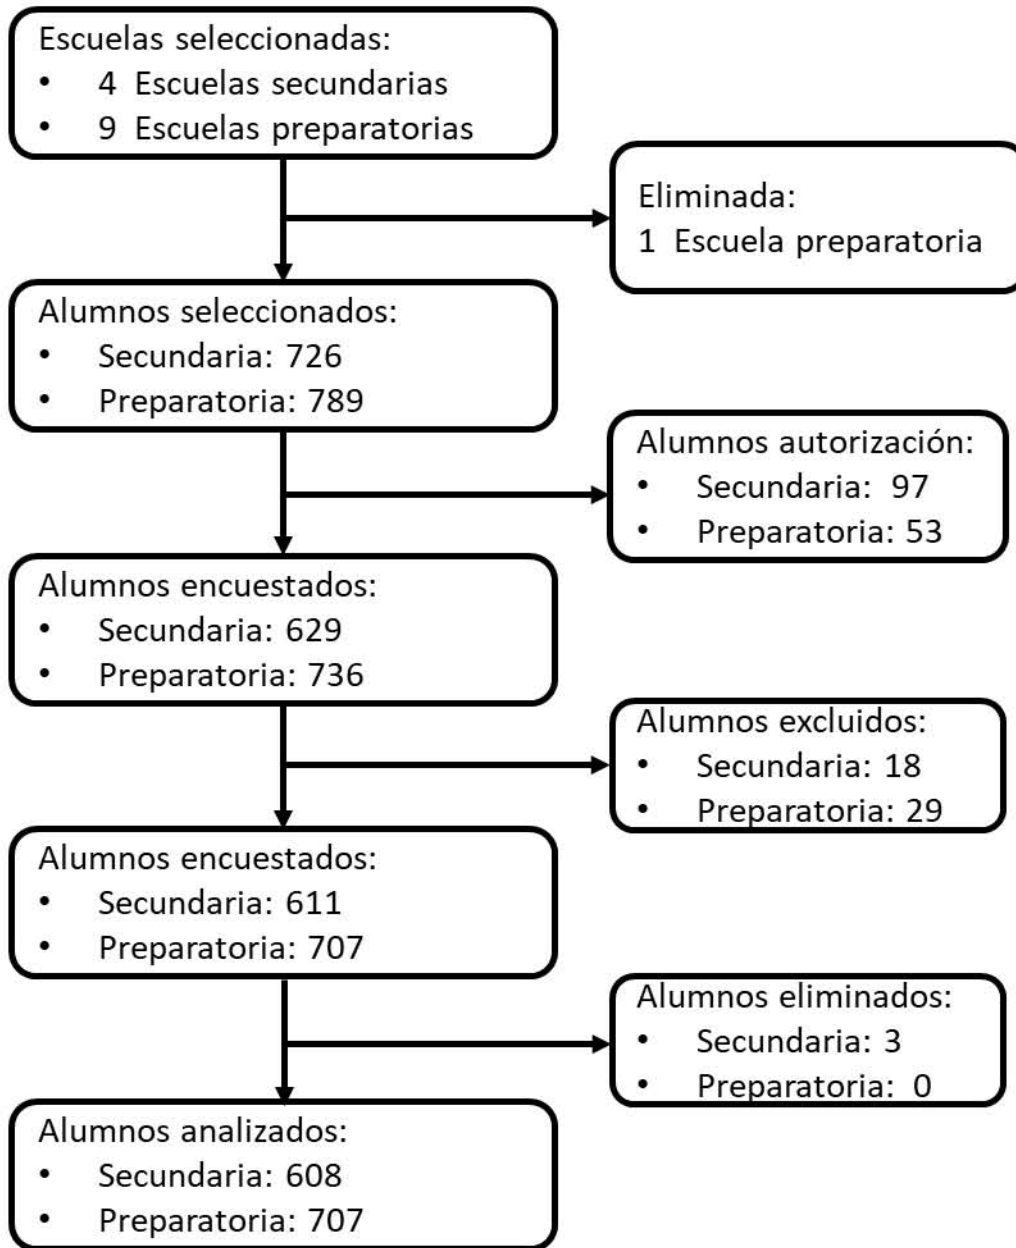 Escuelas seleccionadas:
• 4 Escuelas secundarias
• 9 Escuelas preparatorias
Eliminada:
1 Escuela preparatoria
Alumnos seleccionados:
• Secundaria: 726
• Preparatoria: 789
Alumnos autorización:
• Secundaria: 97
• Preparatoria: 53
Alumnos encuestados:
• Secundaria: 629
• Preparatoria: 736
Alumnos excluidos:
• Secundaria: 18
• Preparatoria: 29
Alumnos encuestados:
• Secundaria: 611
• Preparatoria: 707
Alumnos eliminados:
• Secundaria: 3
• Preparatoria: 0
Alumnos analizados:
• Secundaria: 608
• Preparatoria: 707